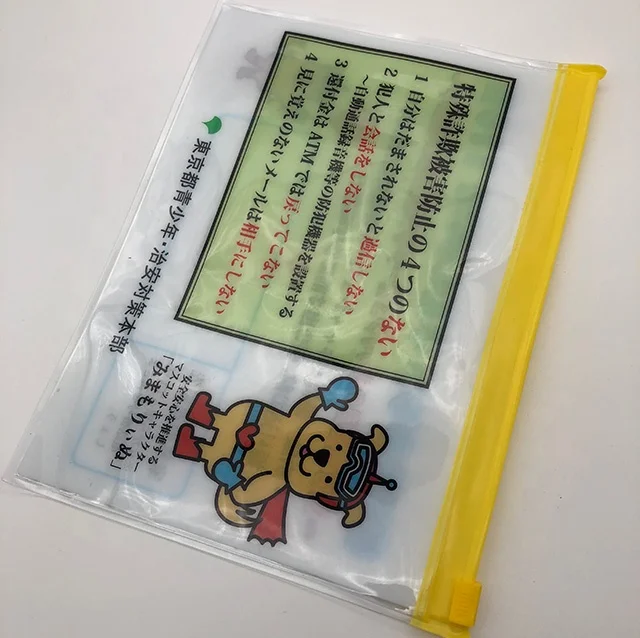 特殊詐欺被害防止の4つのない
1 自分はだまされないと過信しない
2 犯人と会話をしない
~自動通話録音機等の防犯機器を設置する
3 還付金は ATM では戻ってこない
4 見に覚えのないメールは相手にしない
東京都青少年・治安対策本部
安全安心を推進する
マスコットキャラクター
「みまもりいぬ」